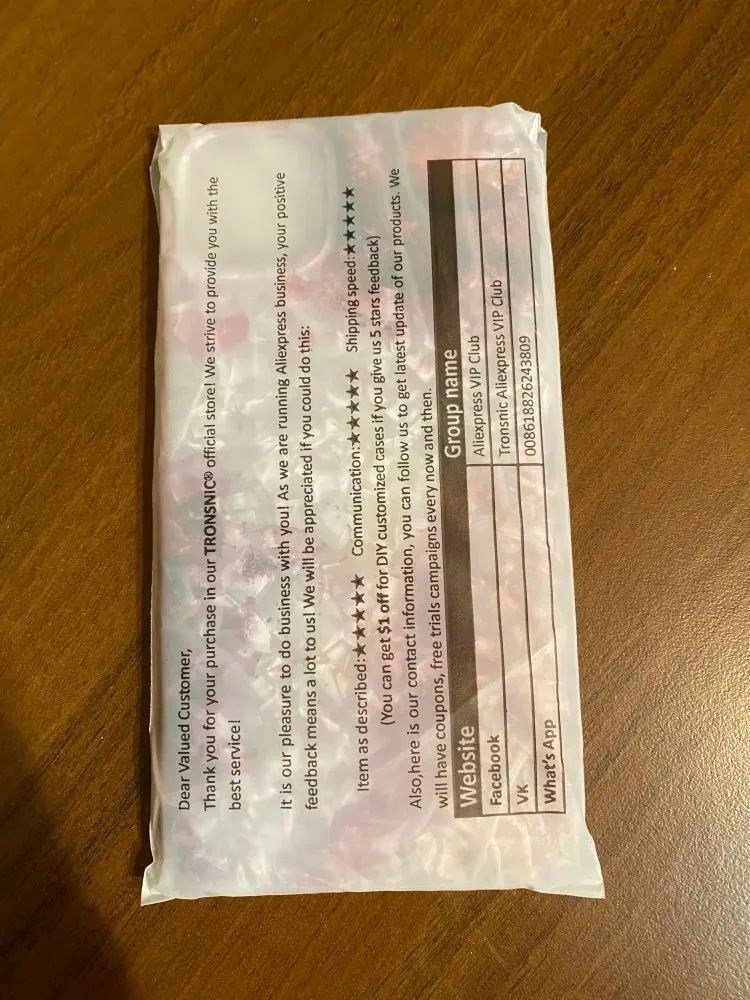 Dear Valued Customer,
Thank you for your purchase in our TRONSNIC® official store! We strive to provide you with the
best service!
It is our pleasure to do business with you! As we are running Aliexpress business, your positive
feedback means a lot to us! We will be appreciated if you could do this:
Item as described:★★★★★ Communication:★★★★★ Shipping speed:★★★★★
(You can get $1 off for DIY customized cases if you give us 5 stars feedback)
Also,here is our contact information, you can follow us to get latest update of our products. We
will have coupons, free trials campaigns every now and then.
Website Group name
Facebook Aliexpress VIP Club
VK Tronsnic Aliexpress VIP Club
What's App 008618826243809